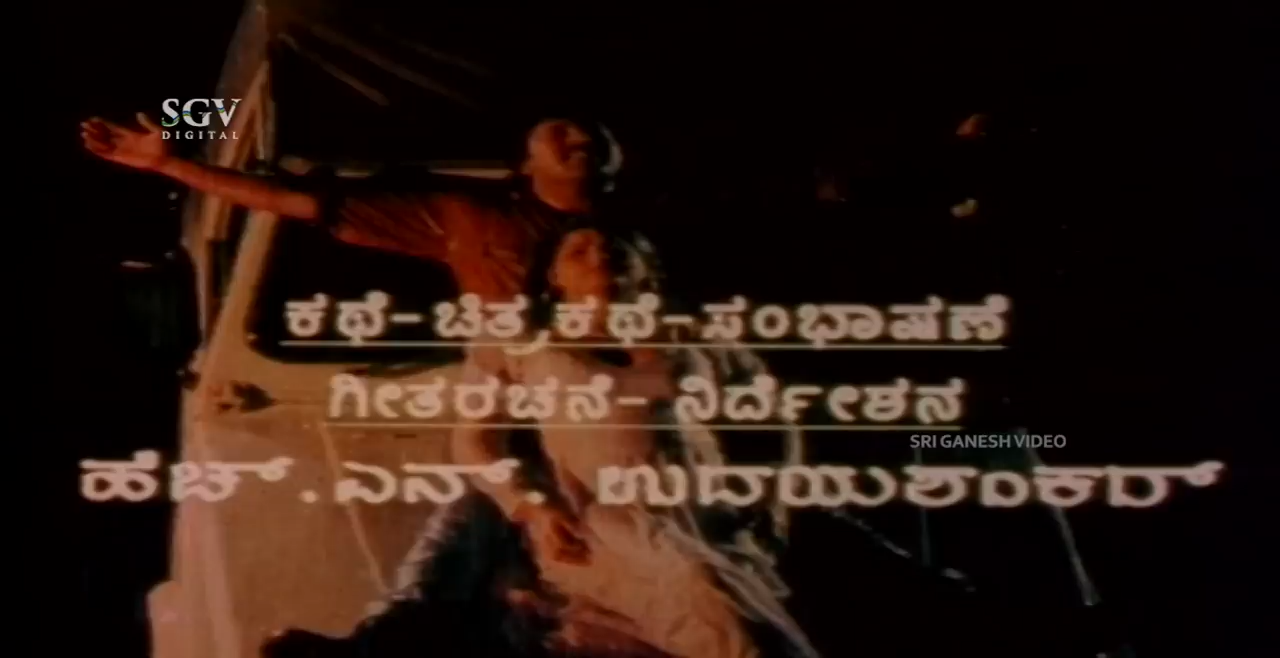 SGV
DIGITAL
ಕಥೆ-ಚಿತ್ರಕಥೆ-ಸಂಭಾಷಣೆ
ಗೀತರಚನೆ- ನಿರ್ದೇಶನ
SRI GANESH VIDEO
ಹೆಚ್.ಎನ್. ಉದಯಶಂಕರ್